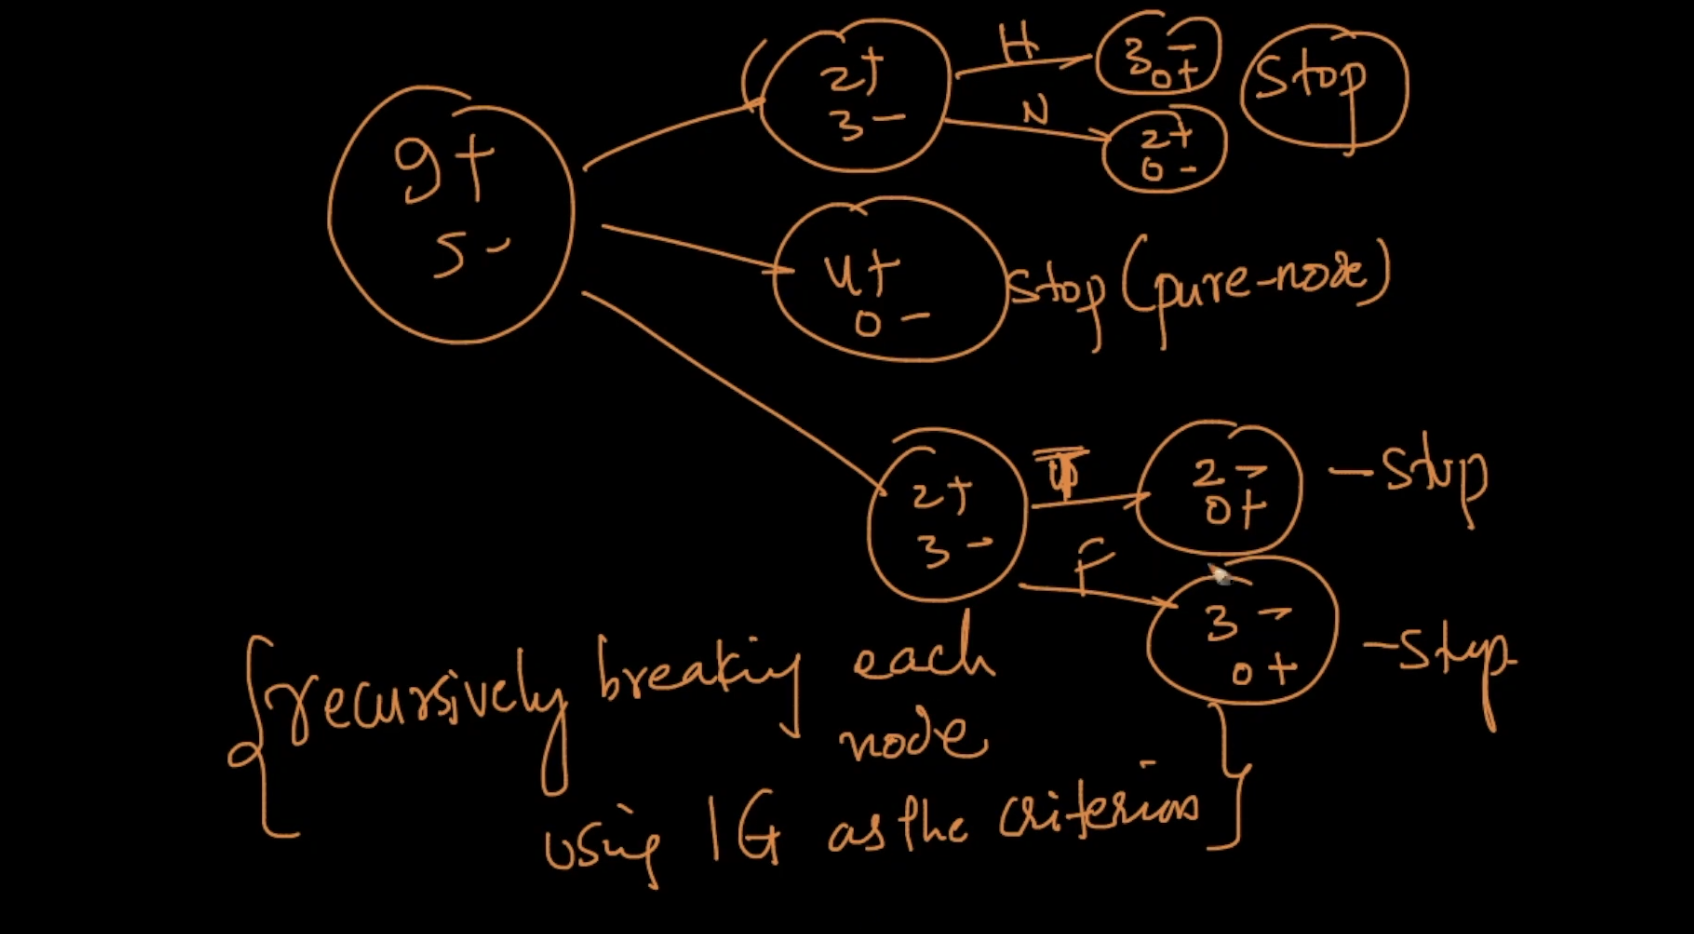 9+
5-
2+
3-
H
3-
0+
Stop
N
2+
0-
4+
0-
Stop (pure-node)
2+
3-
T
2-
0+
- Stop
F
3-
0+
- Stop
{recursively breaking each
node
using IG as the criterion}